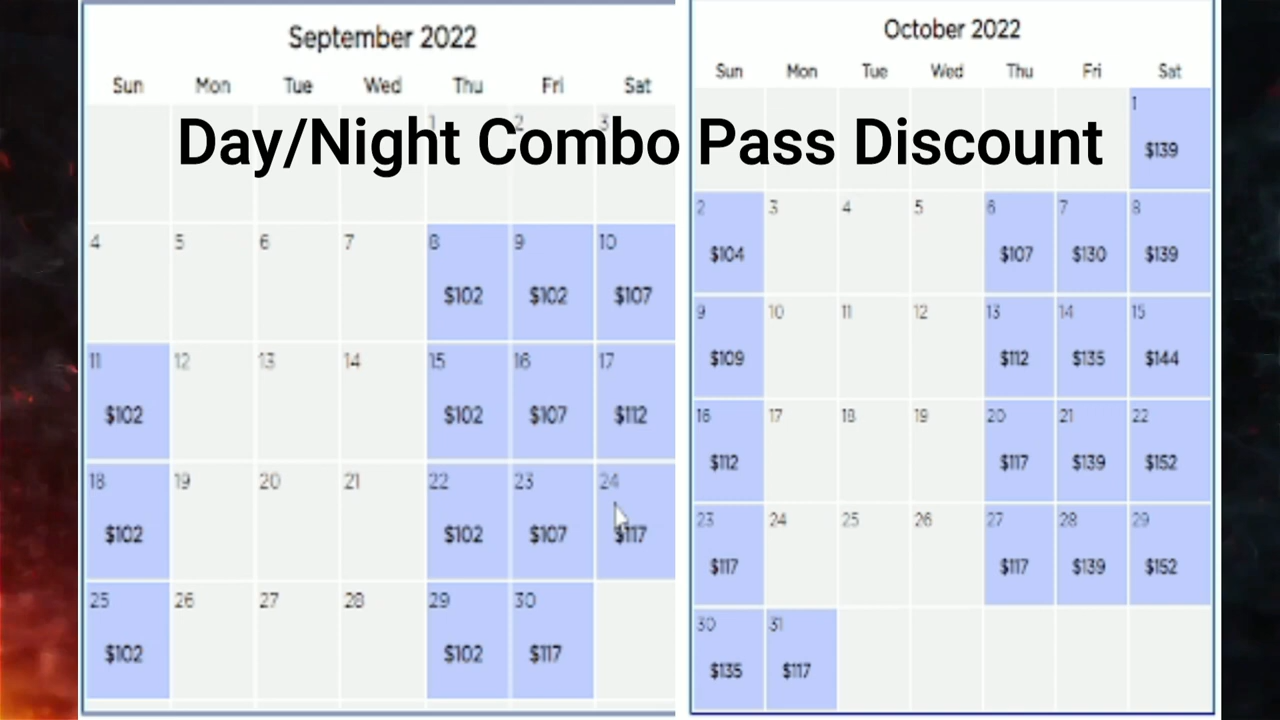 September 2022
Sun Mon Tue Wed Thu Fri Sat
1 2 3
Day/Night Combo Pass Discount
4 5 6 7 8 9 10
$102 $102 $107
11 12 13 14 15 16 17
$102 $102 $107 $112
18 19 20 21 22 23 24
$102 $102 $107 $117
25 26 27 28 29 30
$102 $102 $117
October 2022
Sun Mon Tue Wed Thu Fri Sat
1
$139
2 3 4 5 6 7 8
$104 $107 $130 $139
9 10 11 12 13 14 15
$109 $112 $135 $144
16 17 18 19 20 21 22
$112 $117 $139 $152
23 24 25 26 27 28 29
$117 $117 $139 $152
30 31
$135 $117